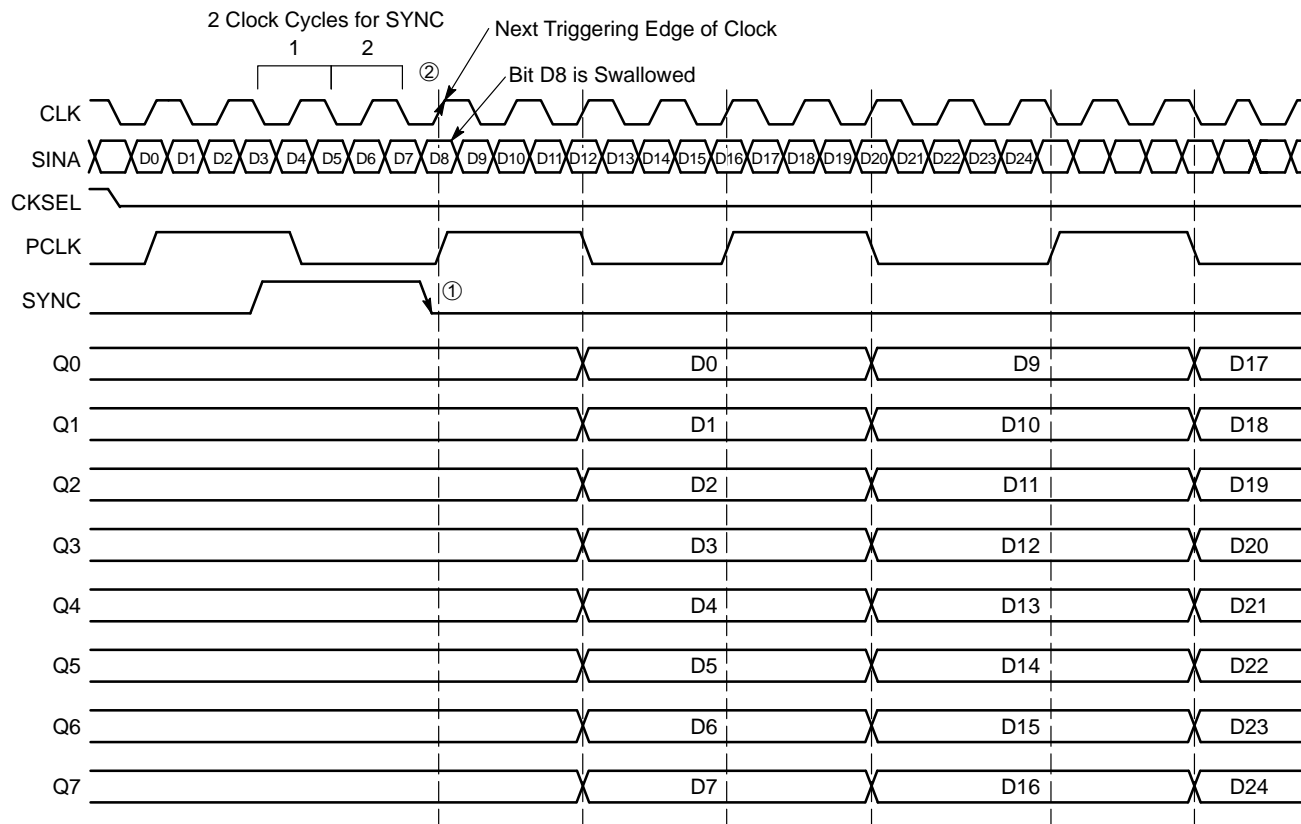 2 Clock Cycles for SYNC
1 2
② Next Triggering Edge of Clock
Bit D8 is Swallowed
CLK
SINA D0 D1 D2 D3 D4 D5 D6 D7 D8 D9 D10 D11 D12 D13 D14 D15 D16 D17 D18 D19 D20 D21 D22 D23 D24
CKSEL
PCLK
SYNC ①
Q0 D0 D9 D17
Q1 D1 D10 D18
Q2 D2 D11 D19
Q3 D3 D12 D20
Q4 D4 D13 D21
Q5 D5 D14 D22
Q6 D6 D15 D23
Q7 D7 D16 D24